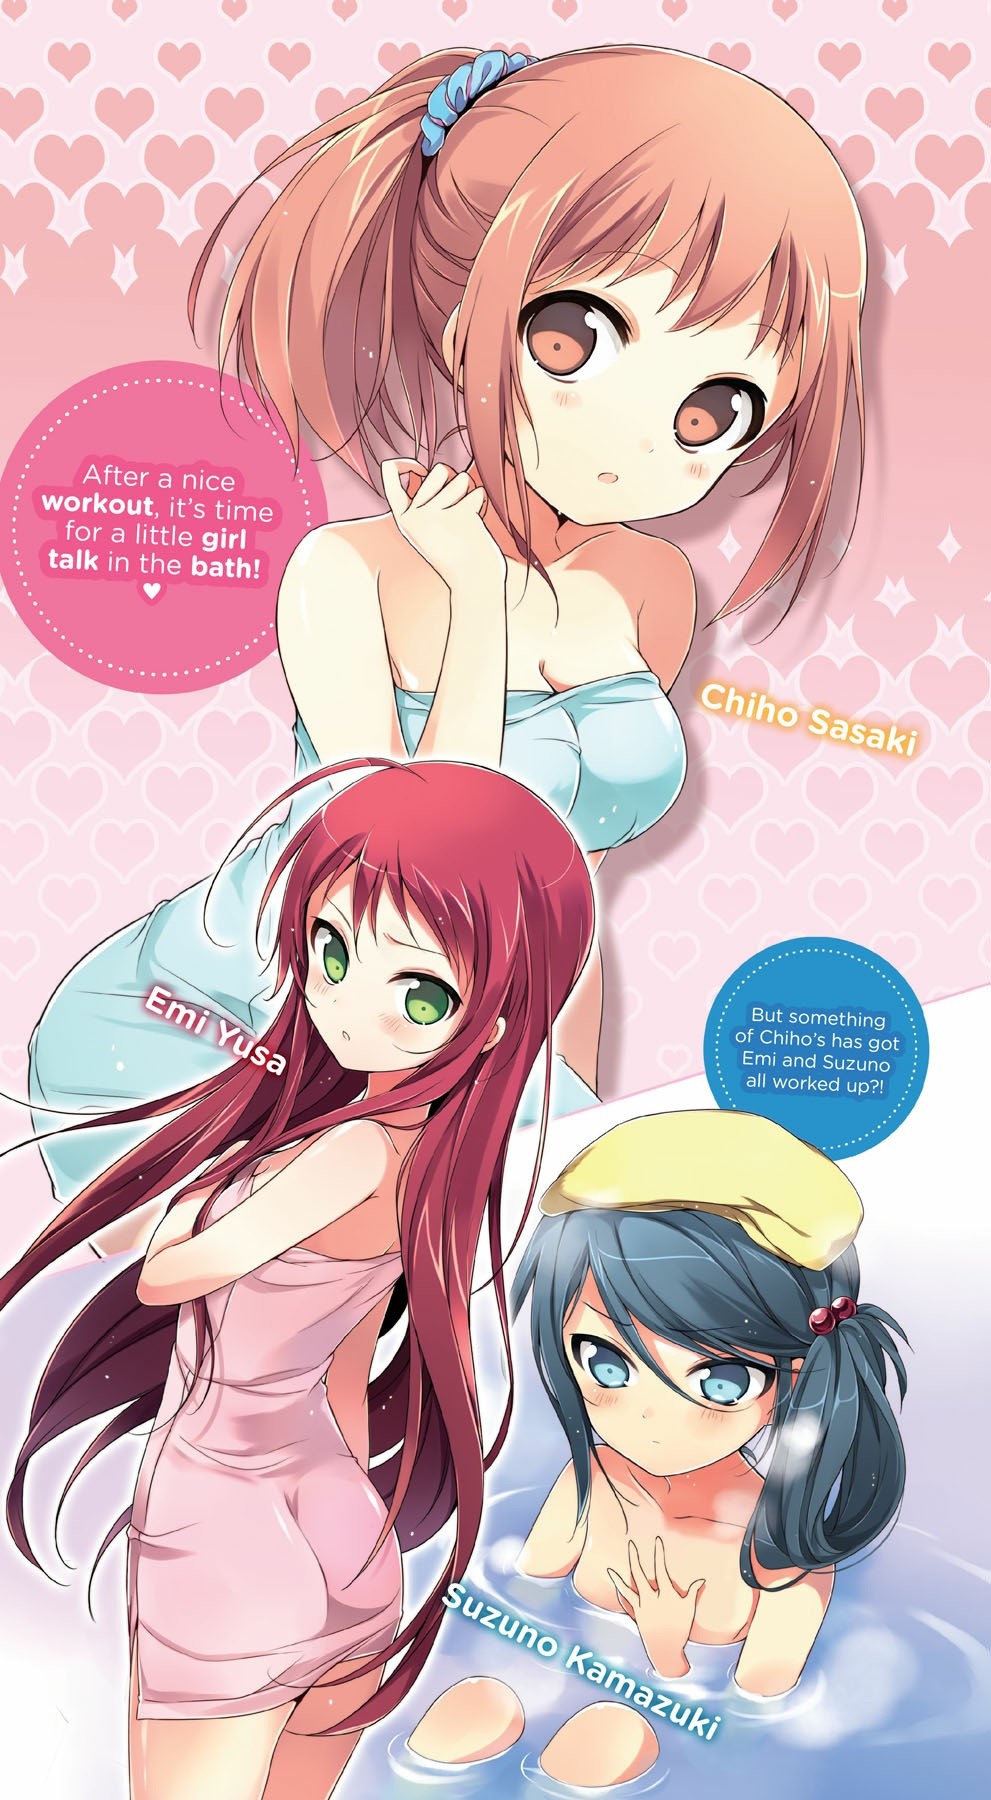 After a nice
workout, it's time
for a little girl
talk in the bath!
♥
Chiho Sasaki
Emi Yusa
But something
of Chiho's has got
Emi and Suzuno
all worked up?!
Suzuno Kamazuki